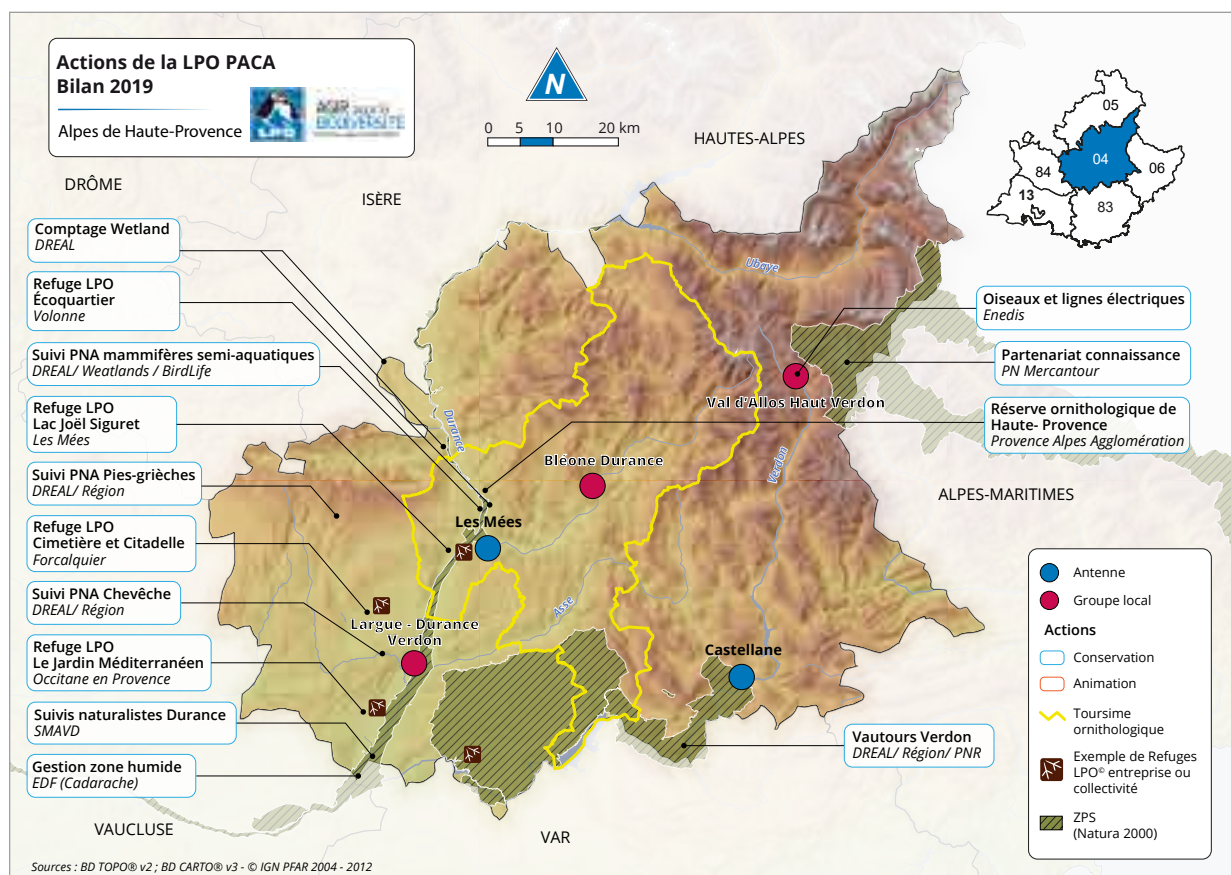 Actions de la LPO PACA
Bilan 2019
Alpes de Haute-Provence
LPO
AGIR pour la
BIODIVERSITÉ
N
0 5 10 20 km
HAUTES-ALPES
DRÔME
ISÈRE
05
04
84
06
13
83
Comptage Wetland
DREAL
Refuge LPO
Écoquartier
Volonne
Suivi PNA mammifères semi-aquatiques
DREAL/ Weatlands / BirdLife
Refuge LPO
Lac Joël Siguret
Les Mées
Suivi PNA Pies-grièches
DREAL/ Région
Refuge LPO
Cimetière et Citadelle
Forcalquier
Suivi PNA Chevêche
DREAL/ Région
Refuge LPO
Le Jardin Méditerranéen
Occitane en Provence
Suivis naturalistes Durance
SMAVD
Gestion zone humide
EDF (Cadarache)
Ubaye
Durance
Verdon
Asse
Val d'Allos Haut Verdon
Bléone Durance
Les Mées
Largue - Durance
Verdon
Castellane
Oiseaux et lignes électriques
Enedis
Partenariat connaissance
PN Mercantour
Réserve ornithologique de
Haute- Provence
Provence Alpes Agglomération
ALPES-MARITIMES
Vautours Verdon
DREAL/ Région/ PNR
Antenne
Groupe local
Actions
Conservation
Animation
Toursime
ornithologique
Exemple de Refuges
LPO© entreprise ou
collectivité
ZPS
(Natura 2000)
VAUCLUSE
VAR
Sources : BD TOPO® v2 ; BD CARTO® v3 - © IGN PFAR 2004 - 2012